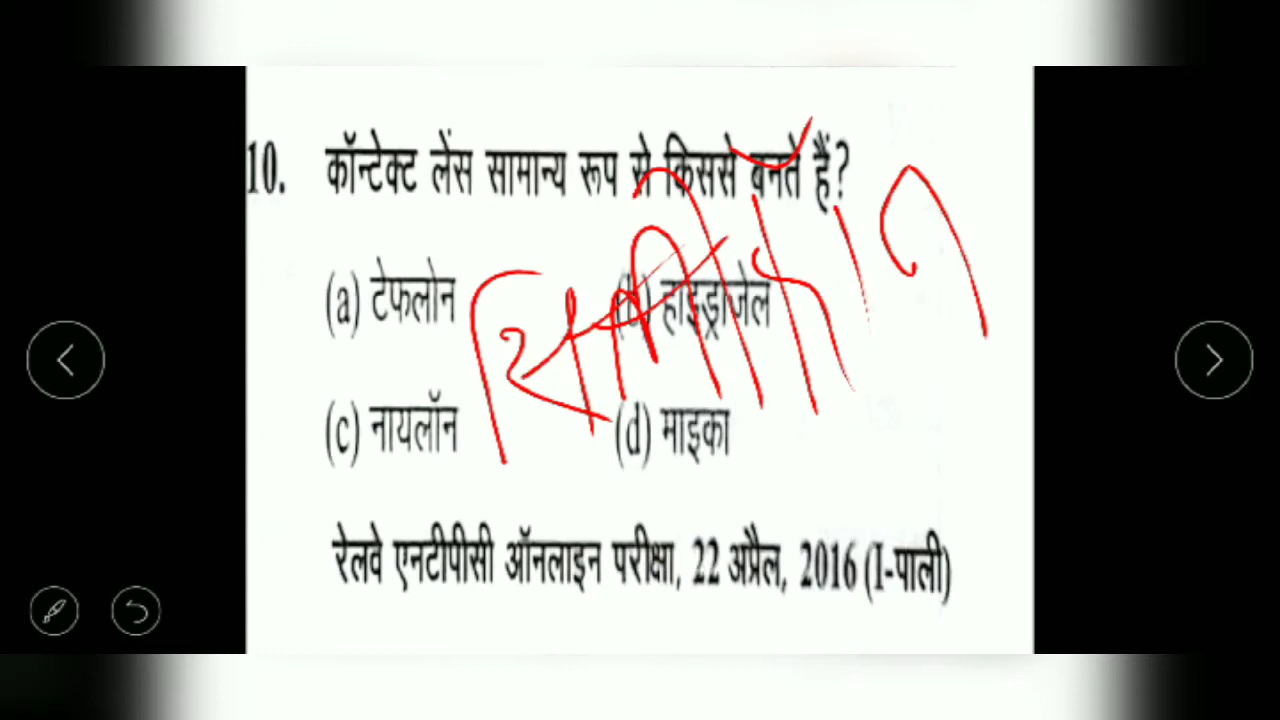 10. कॉन्टेक्ट लेंस सामान्य रूप से किससे बनते हैं?
(a) टेफलोन (b) हाइड्रोजेल
(c) नायलॉन (d) माइका
रेलवे एनटीपीसी ऑनलाइन परीक्षा, 22 अप्रैल, 2016 (I-पाली)